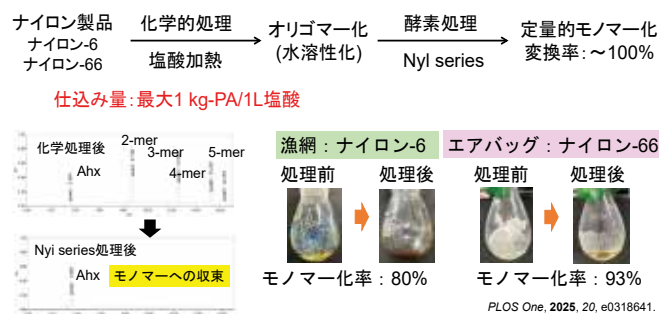 ナイロン製品
ナイロン-6
ナイロン-66
化学的処理
塩酸加熱
オリゴマー化
(水溶性化)
酵素処理
Nyl series
定量的モノマー化
変換率:~100%
仕込み量:最大1 kg-PA/1L塩酸
化学処理後
Ahx
2-mer
3-mer
4-mer
5-mer
Nyi series処理後
Ahx
モノマーへの収束
漁網:ナイロン-6
処理前
処理後
モノマー化率:80%
エアバッグ:ナイロン-66
処理前
処理後
モノマー化率:93%
PLOS One, 2025, 20, e0318641.